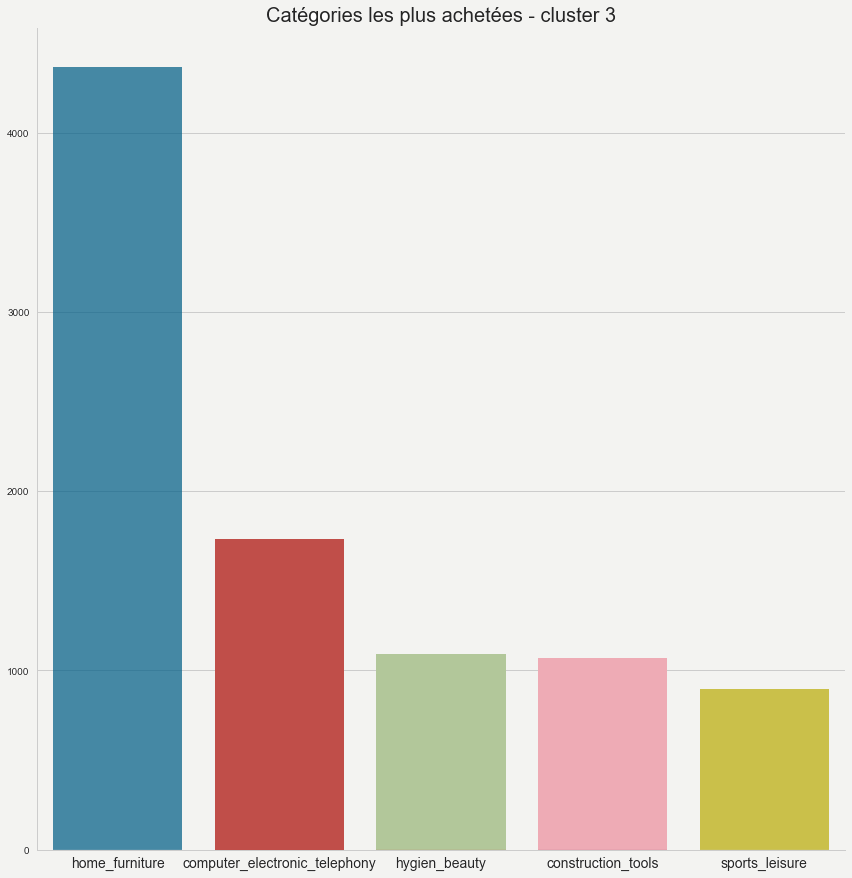 Catégories les plus achetées - cluster 3
4000
3000
2000
1000
0
home_furniture computer_electronic_telephony hygien_beauty construction_tools sports_leisure